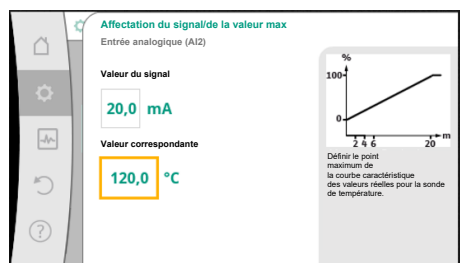 Affectation du signal/de la valeur max
Entrée analogique (AI2)
Valeur du signal
20,0 mA
Valeur correspondante
120,0 °C
%
100
0
2 4 6 20
m
Définir le point
maximum de
la courbe caractéristique
des valeurs réelles pour la sonde
de température.
?